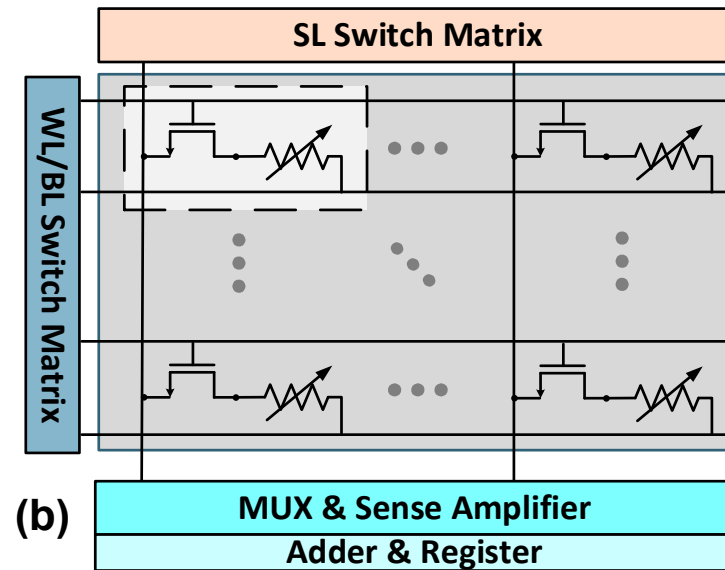 SL Switch Matrix
WL/BL Switch Matrix
(b)
MUX & Sense Amplifier
Adder & Register